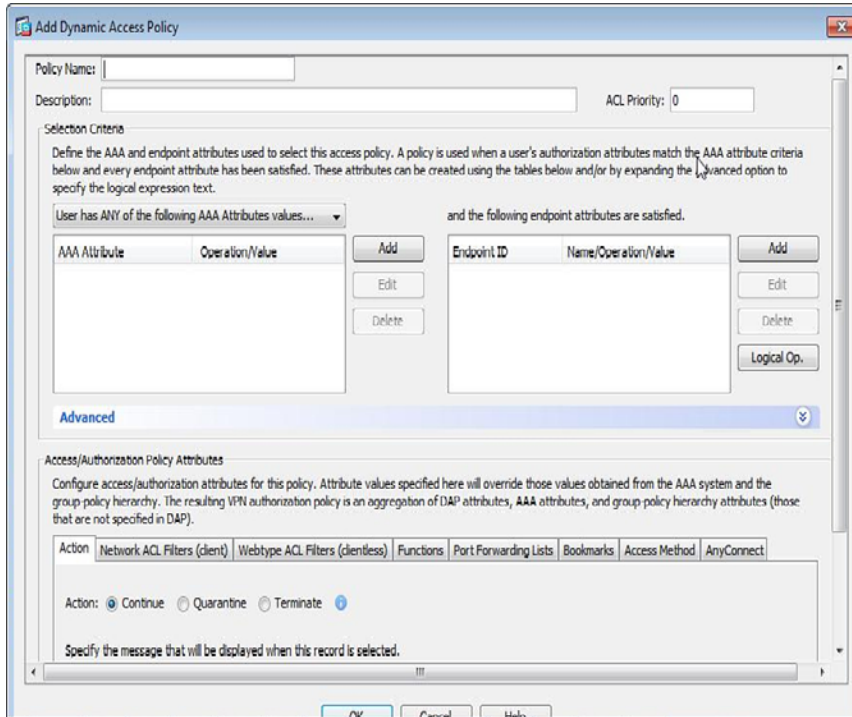 Add Dynamic Access Policy
Policy Name:
Description:
ACL Priority: 0
Selection Criteria
Define the AAA and endpoint attributes used to select this access policy. A policy is used when a user's authorization attributes match the AAA attribute criteria
below and every endpoint attribute has been satisfied. These attributes can be created using the tables below and/or by expanding the Advanced option to
specify the logical expression text.
User has ANY of the following AAA Attributes values...
and the following endpoint attributes are satisfied.
AAA Attribute Operation/Value
Add
Edit
Delete
Endpoint ID Name/Operation/Value
Add
Edit
Delete
Logical Op.
Advanced
Access/Authorization Policy Attributes
Configure access/authorization attributes for this policy. Attribute values specified here will override those values obtained from the AAA system and the
group-policy hierarchy. The resulting VPN authorization policy is an aggregation of DAP attributes, AAA attributes, and group-policy hierarchy attributes (those
that are not specified in DAP).
Action Network ACL Filters (client) Webtype ACL Filters (clientless) Functions Port Forwarding Lists Bookmarks Access Method AnyConnect
Action: Continue Quarantine Terminate
Specify the message that will be displayed when this record is selected.
OK Cancel Help